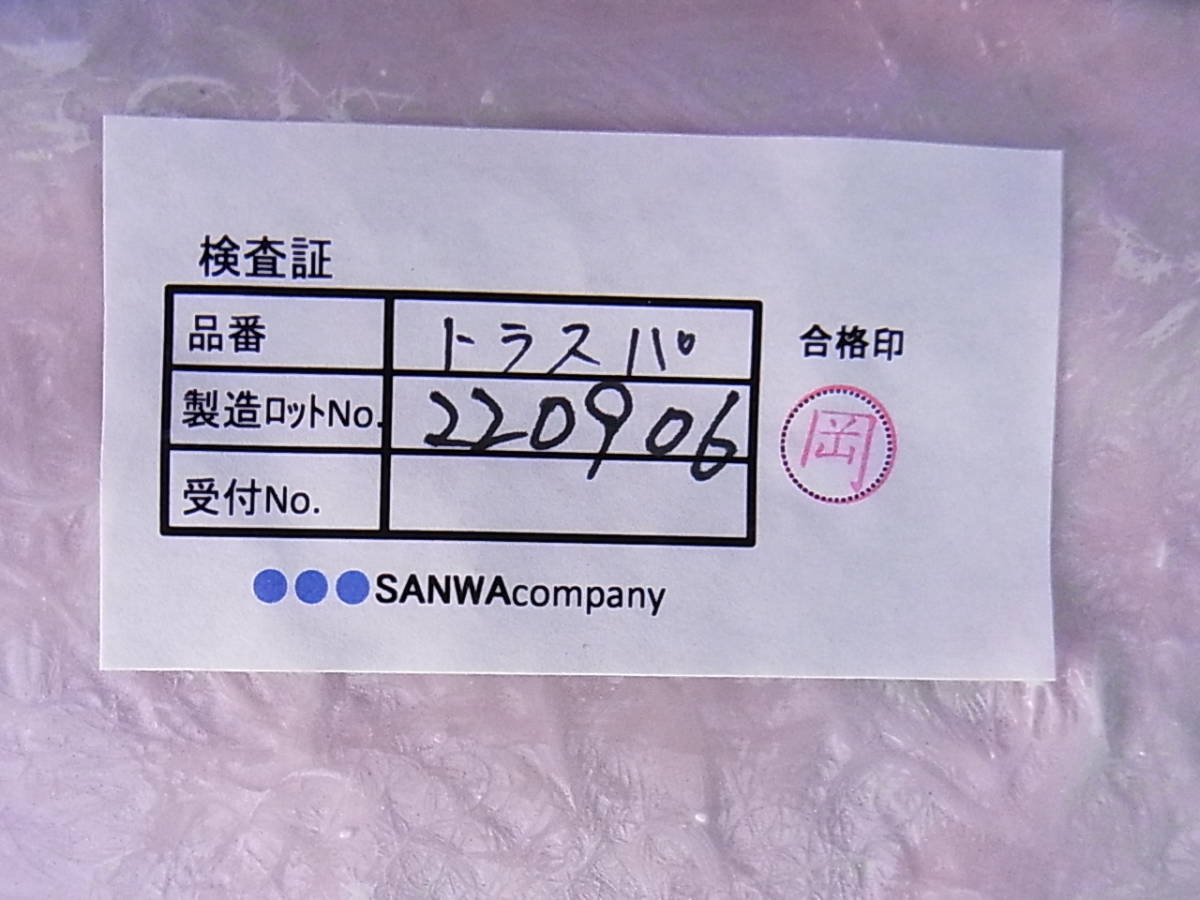 検査証
品番 トラスパ
合格印
製造ロットNo. 220906
岡
受付No.
SANWAcompany